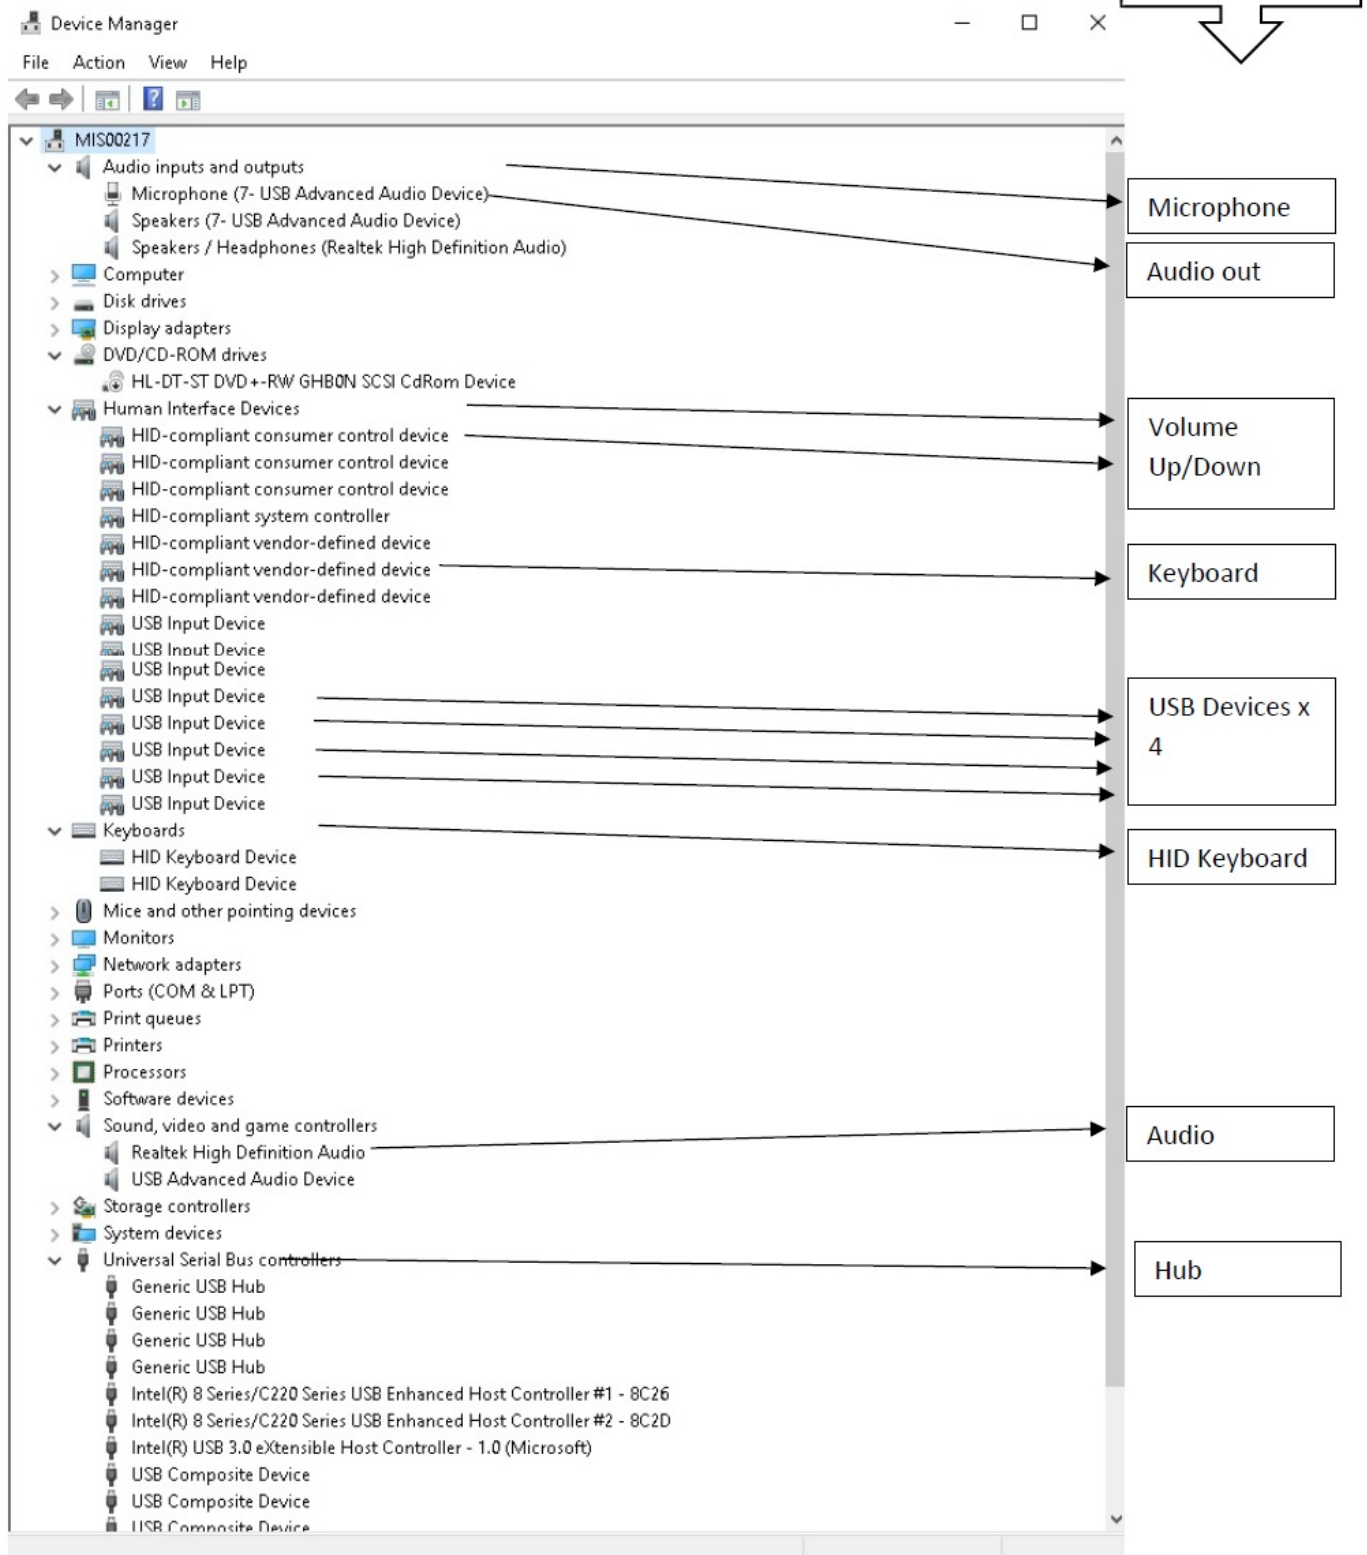 Device Manager
File Action View Help
MIS00217
Audio inputs and outputs
Microphone (7- USB Advanced Audio Device)
Speakers (7- USB Advanced Audio Device)
Speakers / Headphones (Realtek High Definition Audio)
Computer
Disk drives
Display adapters
DVD/CD-ROM drives
HL-DT-ST DVD+-RW GHB0N SCSI CdRom Device
Human Interface Devices
HID-compliant consumer control device
HID-compliant consumer control device
HID-compliant consumer control device
HID-compliant system controller
HID-compliant vendor-defined device
HID-compliant vendor-defined device
HID-compliant vendor-defined device
USB Input Device
USB Input Device
USB Input Device
USB Input Device
USB Input Device
USB Input Device
USB Input Device
USB Input Device
Keyboards
HID Keyboard Device
HID Keyboard Device
Mice and other pointing devices
Monitors
Network adapters
Ports (COM & LPT)
Print queues
Printers
Processors
Software devices
Sound, video and game controllers
Realtek High Definition Audio
USB Advanced Audio Device
Storage controllers
System devices
Universal Serial Bus controllers
Generic USB Hub
Generic USB Hub
Generic USB Hub
Generic USB Hub
Intel(R) 8 Series/C220 Series USB Enhanced Host Controller #1 - 8C26
Intel(R) 8 Series/C220 Series USB Enhanced Host Controller #2 - 8C2D
Intel(R) USB 3.0 eXtensible Host Controller - 1.0 (Microsoft)
USB Composite Device
USB Composite Device
USB Composite Device
Microphone
Audio out
Volume
Up/Down
Keyboard
USB Devices x
4
HID Keyboard
Audio
Hub